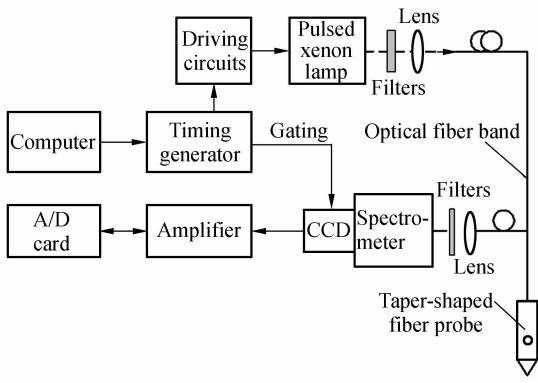 Lens
Driving
circuits
Pulsed
xenon
lamp
Filters
Optical fiber band
Computer
Timing
generator
Gating
Filters
A/D
card
Amplifier
CCD
Spectro-
meter
Lens
Taper-shaped
fiber probe